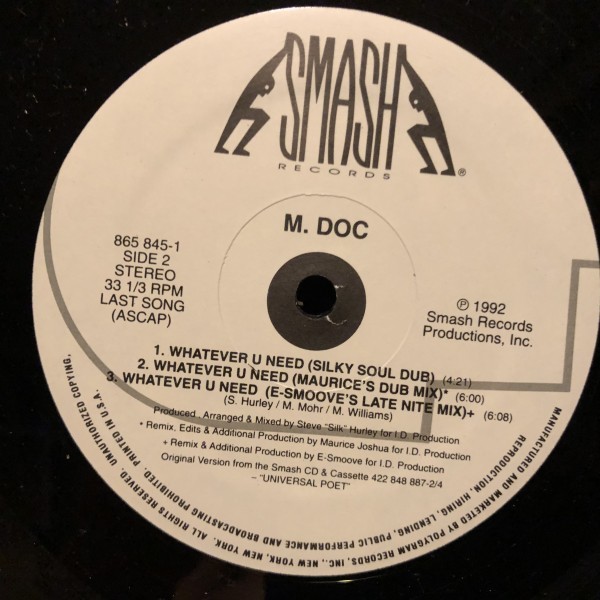 SMASH
RECORDS
®
M. DOC
865 845-1
SIDE 2
STEREO
33 1/3 RPM
LAST SONG
(ASCAP)
℗ 1992
Smash Records
Productions, Inc.
1. WHATEVER U NEED (SILKY SOUL DUB) (4:21)
2. WHATEVER U NEED (MAURICE'S DUB MIX)* (6:00)
3. WHATEVER U NEED (E-SMOOVE'S LATE NITE MIX)+ (6:08)
(S. Hurley / M. Mohr / M. Williams)
Produced, Arranged & Mixed by Steve "Silk" Hurley for I.D. Production
* Remix, Edits & Additional Production by Maurice Joshua for I.D. Production
+ Remix & Additional Production by E-Smoove for I.D. Production
Original Version from the Smash CD & Cassette 422 848 887-2/4
– "UNIVERSAL POET"
MANUFACTURED AND MARKETED BY POLYGRAM RECORDS, INC., NEW YORK, NEW YORK. ALL RIGHTS RESERVED. UNAUTHORIZED COPYING,
REPRODUCTION, HIRING, LENDING, PUBLIC PERFORMANCE AND BROADCASTING PROHIBITED. PRINTED IN U.S.A.